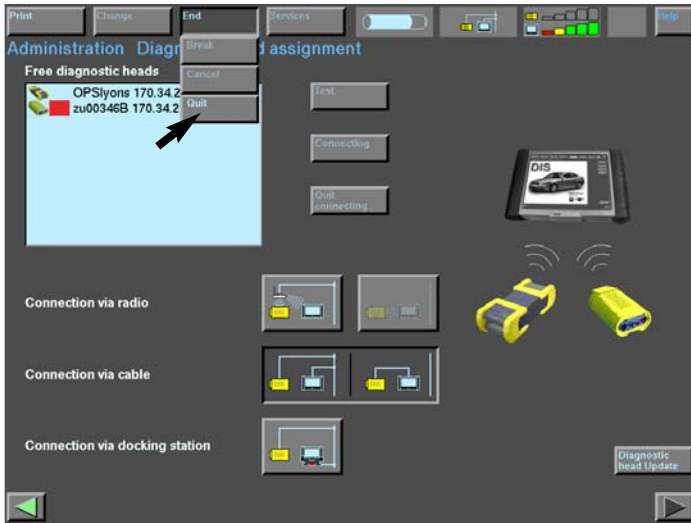 Print
Change
End
Services
Help
Administration Diagn d assignment
Break
Cancel
Quit
Free diagnostic heads
OPSlyons 170.34.2
zu00346B 170.34.2
Test
Connecting
Quit
connecting
DIS
Connection via radio
Connection via cable
Connection via docking station
Diagnostic
head Update